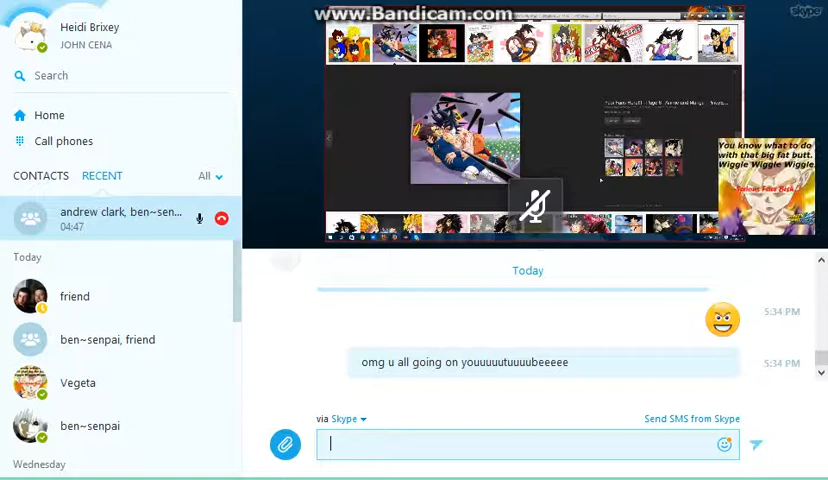 www.Bandicam.com
skype
Heidi Brixey
JOHN CENA
Search
Home
Call phones
CONTACTS
RECENT
All
andrew clark, ben~sen...
04:47
Today
friend
ben~senpai, friend
Vegeta
ben~senpai
Wednesday
You know what to do
with that big fat butt.
Wiggle Wiggle Wiggle
Today
5:34 PM
omg u all going on youuuuutuuuubeeeee
5:34 PM
via Skype
Send SMS from Skype